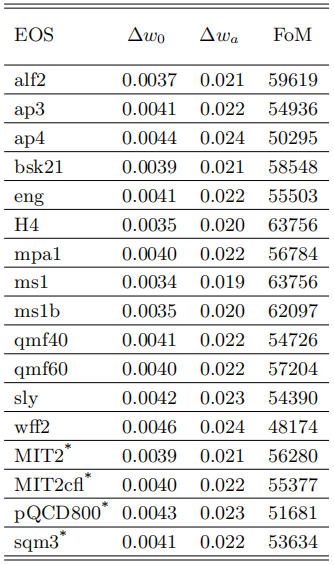 EOS Δw₀ Δwₐ FoM
alf2 0.0037 0.021 59619
ap3 0.0041 0.022 54936
ap4 0.0044 0.024 50295
bsk21 0.0039 0.021 58548
eng 0.0041 0.022 55503
H4 0.0035 0.020 63756
mpa1 0.0040 0.022 56784
ms1 0.0034 0.019 63756
ms1b 0.0035 0.020 62097
qmf40 0.0041 0.022 54726
qmf60 0.0040 0.022 57204
sly 0.0042 0.023 54390
wff2 0.0046 0.024 48174
MIT2* 0.0039 0.021 56280
MIT2cfl* 0.0040 0.022 55377
pQCD800* 0.0043 0.023 51681
sqm3* 0.0041 0.022 53634